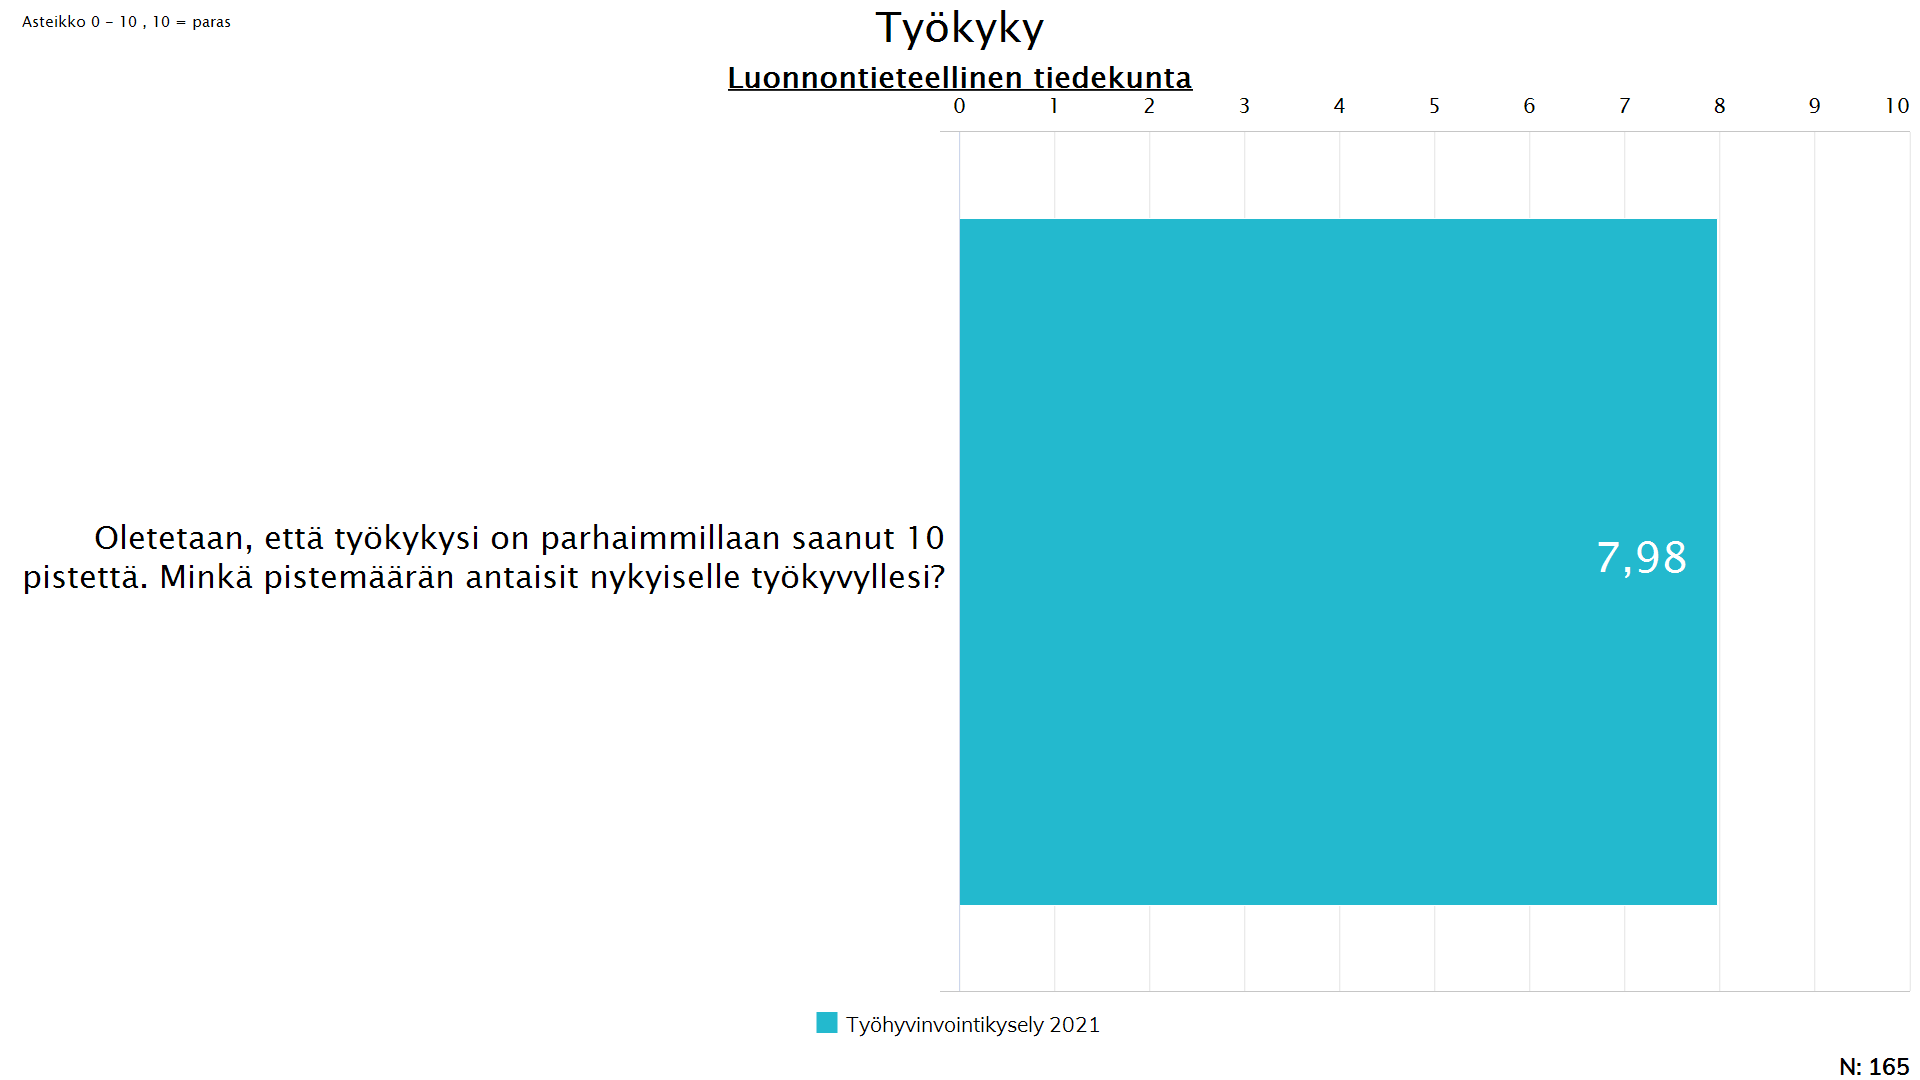 Asteikko 0 - 10 , 10 = paras
Työkyky
Luonnontieteellinen tiedekunta
0 1 2 3 4 5 6 7 8 9 10
Oletetaan, että työkykysi on parhaimmillaan saanut 10
pistettä. Minkä pistemäärän antaisit nykyiselle työkyvyllesi?
7,98
Työhyvinvointikysely 2021
N: 165